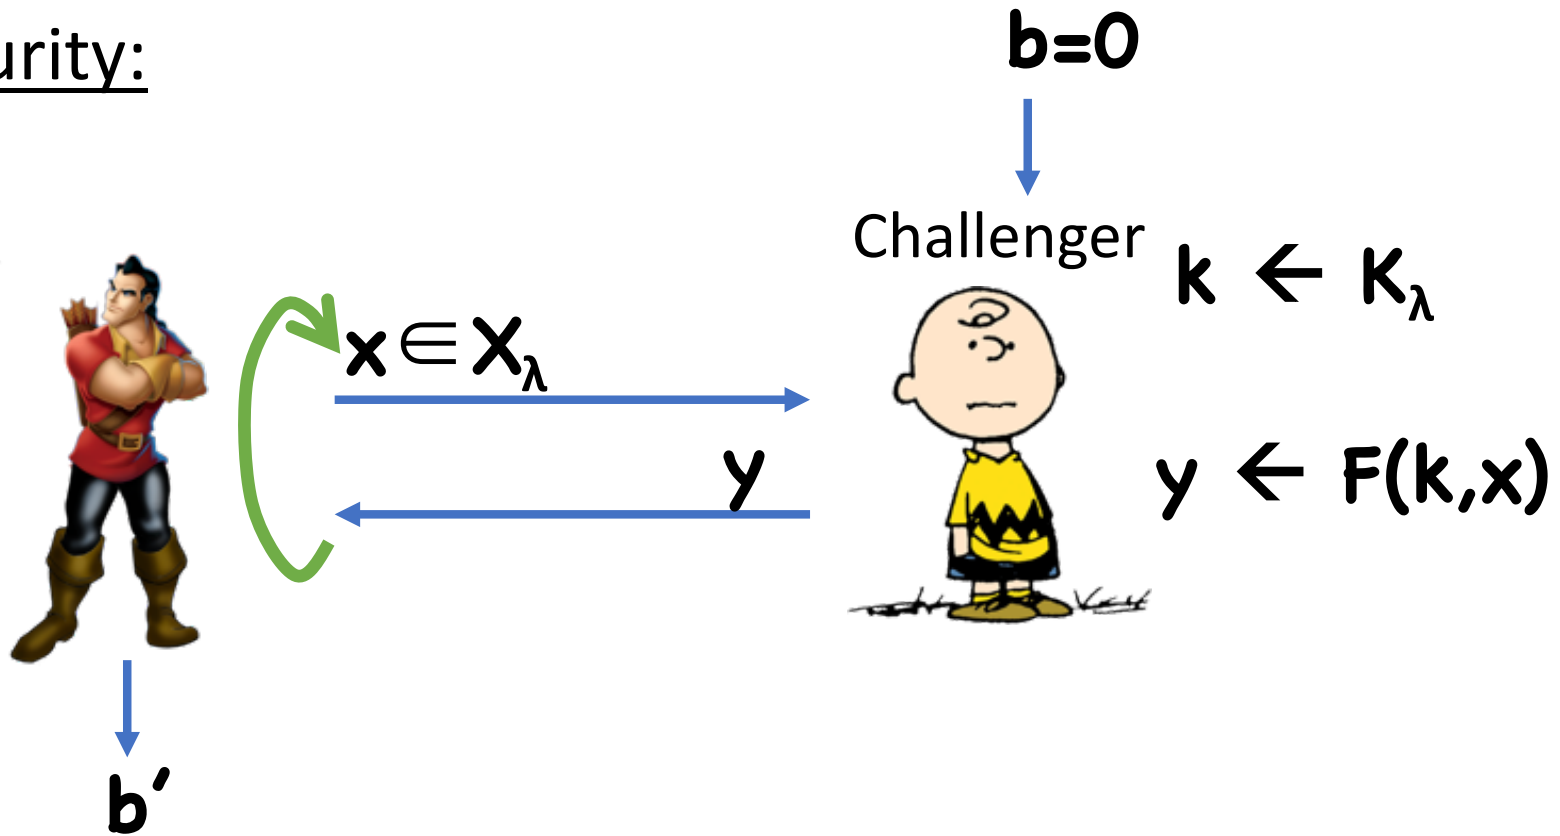 urity:
b=0
Challenger
k ← Kλ
x ∈ Xλ
y
y ← F(k,x)
b′